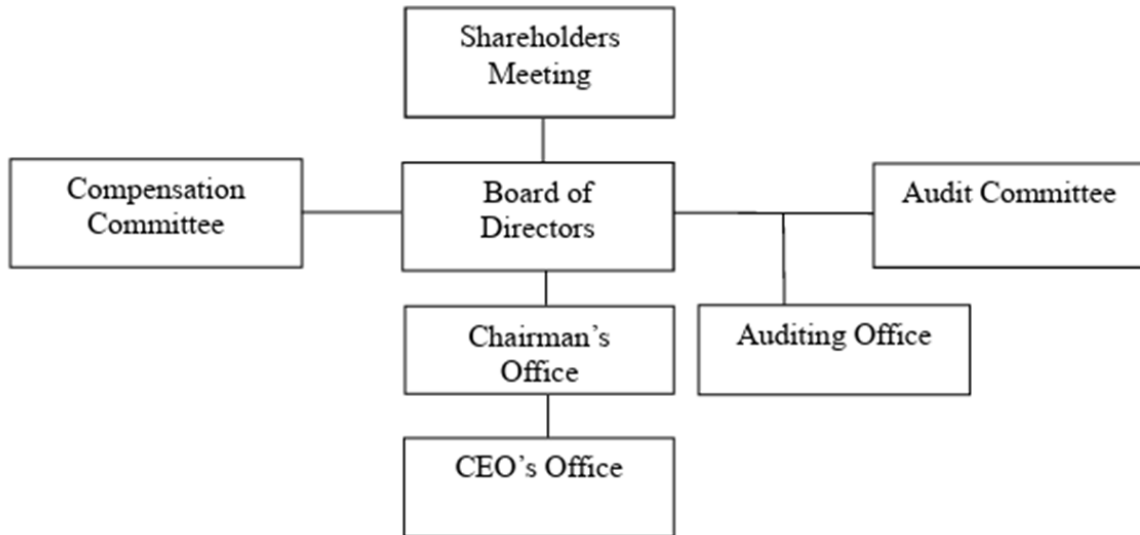 Shareholders
Meeting
Compensation
Committee
Board of
Directors
Audit Committee
Chairman’s
Office
Auditing Office
CEO’s Office